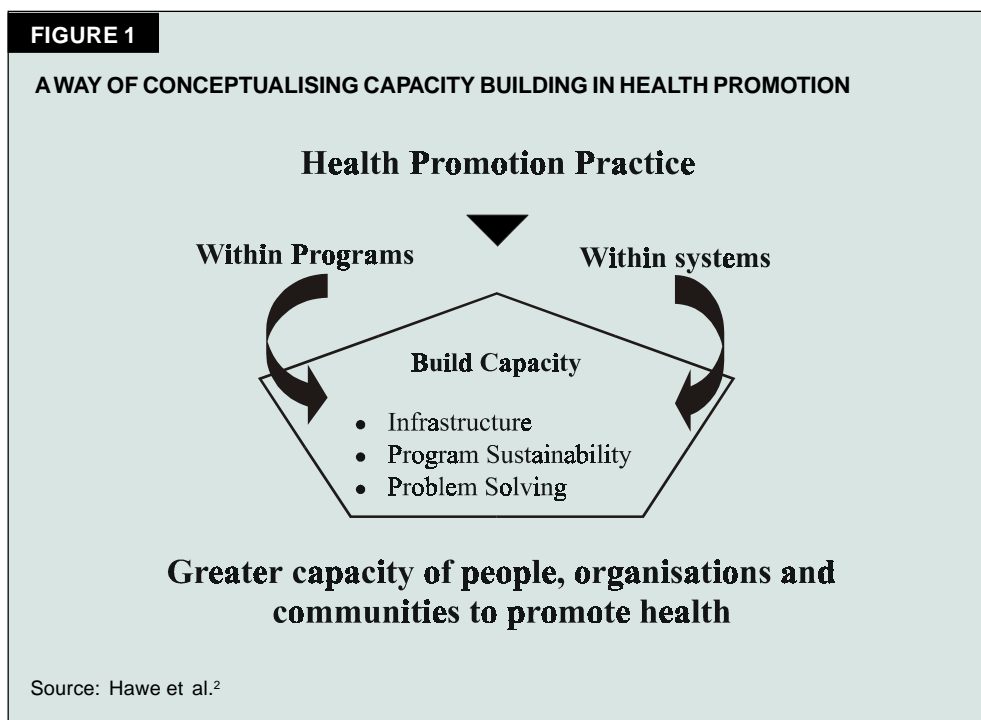 FIGURE 1
A WAY OF CONCEPTUALISING CAPACITY BUILDING IN HEALTH PROMOTION
Health Promotion Practice
Within Programs
Within systems
Build Capacity
• Infrastructure
• Program Sustainability
• Problem Solving
Greater capacity of people, organisations and
communities to promote health
Source: Hawe et al.²